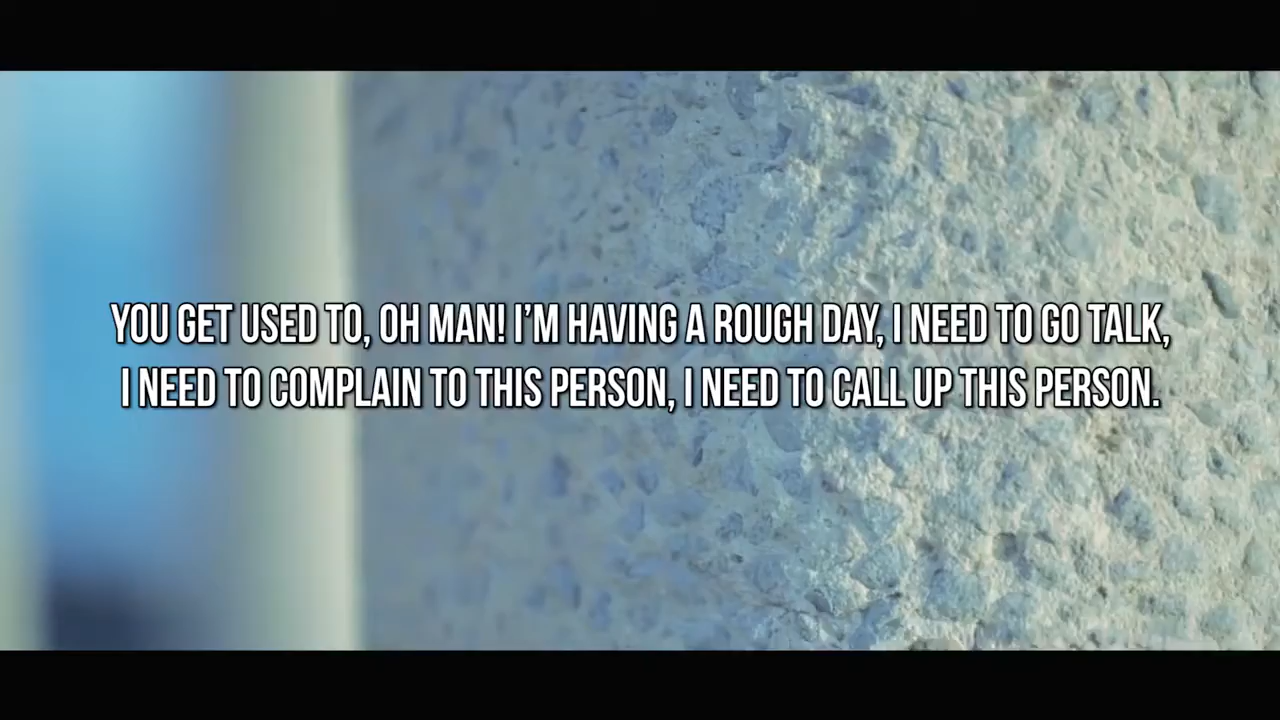 YOU GET USED TO, OH MAN! I'M HAVING A ROUGH DAY, I NEED TO GO TALK,
I NEED TO COMPLAIN TO THIS PERSON, I NEED TO CALL UP THIS PERSON.